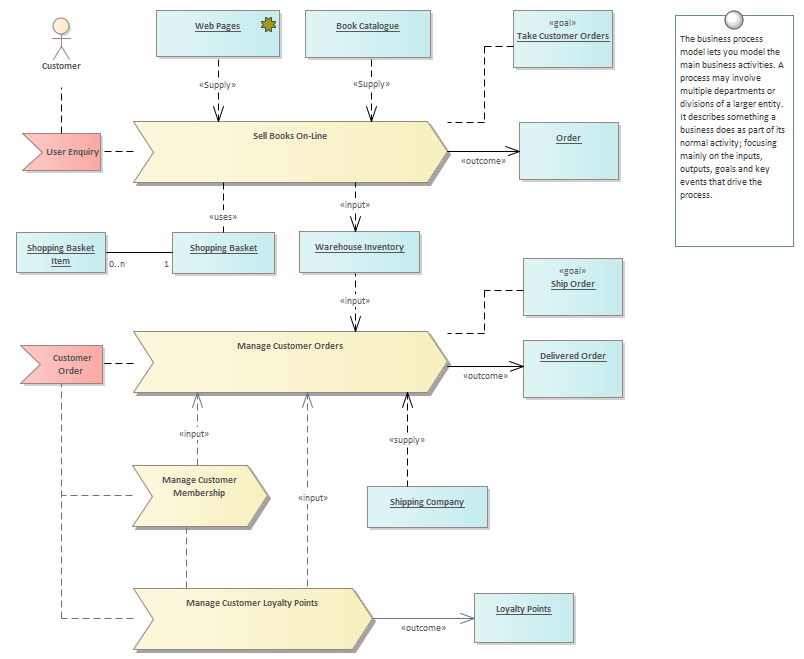 Web Pages
Book Catalogue
«goal»
Take Customer Orders
The business process
model lets you model the
main business activities. A
process may involve
multiple departments or
divisions of a larger entity.
It describes something a
business does as part of its
normal activity; focusing
mainly on the inputs,
outputs, goals and key
events that drive the
process.
Customer
«Supply»
«Supply»
User Enquiry
Sell Books On-Line
Order
«outcome»
«uses»
«input»
Shopping Basket
Item
0..n
1
Shopping Basket
Warehouse Inventory
«goal»
Ship Order
«input»
Customer
Order
Manage Customer Orders
Delivered Order
«outcome»
«input»
«supply»
Manage Customer
Membership
«input»
Shipping Company
Manage Customer Loyalty Points
Loyalty Points
«outcome»